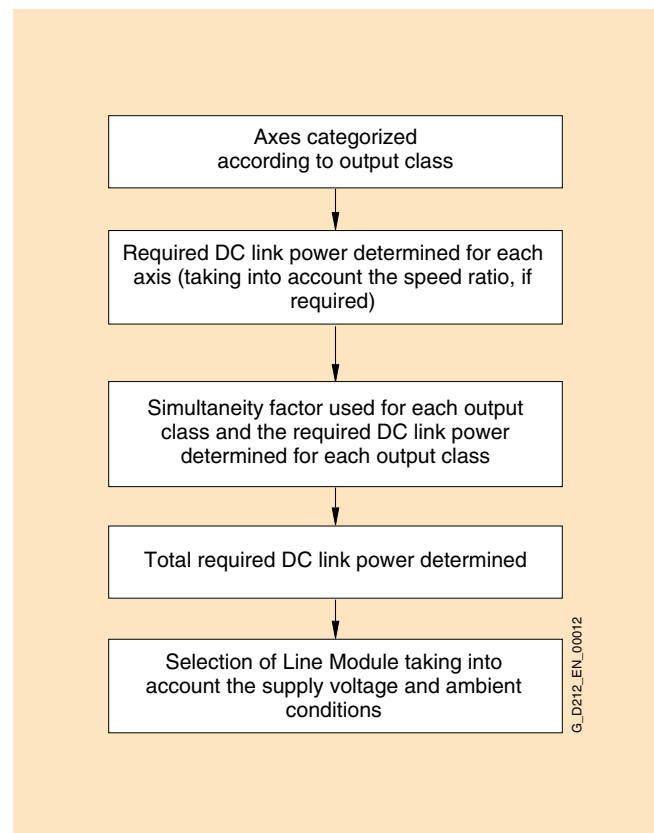 Axes categorized
according to output class
Required DC link power determined for each
axis (taking into account the speed ratio, if
required)
Simultaneity factor used for each output
class and the required DC link power
determined for each output class
Total required DC link power determined
Selection of Line Module taking into
account the supply voltage and ambient
conditions
G_D212_EN_00012